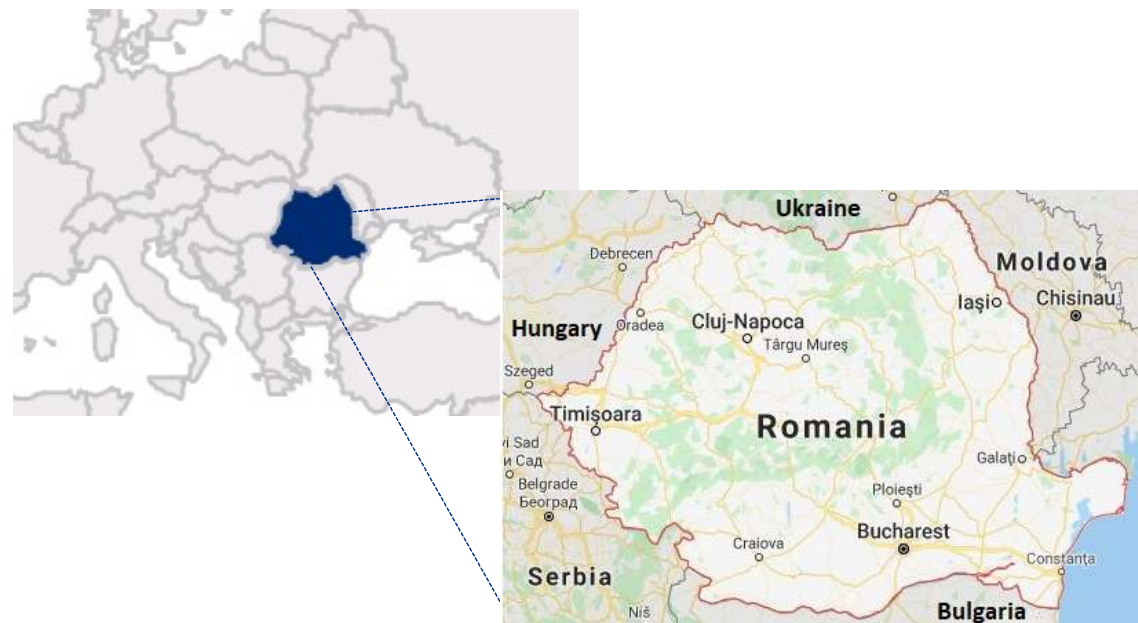 Ukraine
Debrecen
Moldova
Iași
Chisinau
Oradea
Cluj-Napoca
Hungary
Târgu Mureș
Szeged
Timișoara
Romania
vi Sad
и Сад
Galați
Belgrade
Београд
Ploiești
Bucharest
Craiova
Constanța
Serbia
Niš
Bulgaria